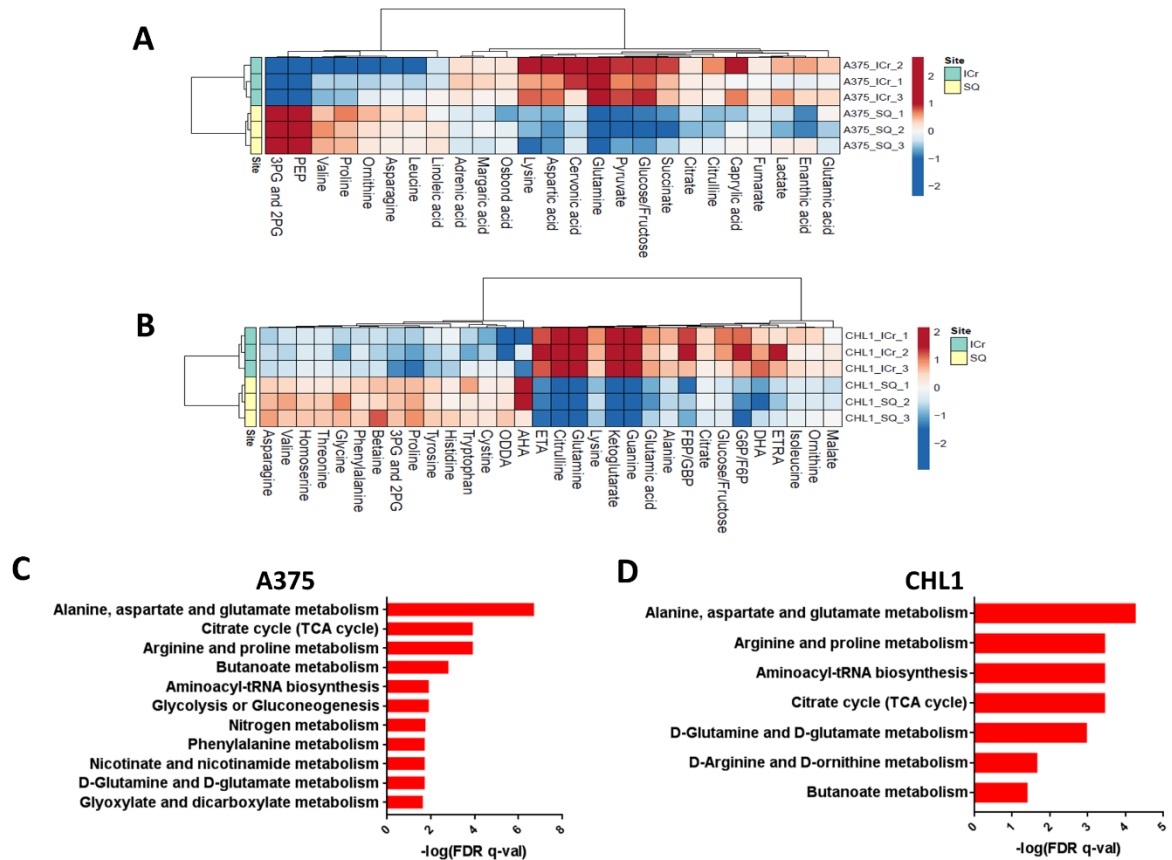 A
2
1
0
−1
−2
Site
ICr
SQ
A375_ICr_2
A375_ICr_1
A375_ICr_3
A375_SQ_1
A375_SQ_2
A375_SQ_3
Site
3PG and 2PG
PEP
Valine
Proline
Ornithine
Asparagine
Leucine
Linoleic acid
Adrenic acid
Margaric acid
Osbond acid
Lysine
Aspartic acid
Cervonic acid
Glutamine
Pyruvate
Glucose/Fructose
Succinate
Citrate
Citrulline
Caprylic acid
Fumarate
Lactate
Enanthic acid
Glutamic acid
B
2
1
0
−1
−2
Site
ICr
SQ
CHL1_ICr_1
CHL1_ICr_2
CHL1_ICr_3
CHL1_SQ_1
CHL1_SQ_2
CHL1_SQ_3
Site
Asparagine
Valine
Homoserine
Threonine
Glycine
Phenylalanine
Betaine
3PG and 2PG
Proline
Tyrosine
Histidine
Tryptophan
Cystine
ODDA
AHA
ETA
Citrulline
Glutamine
Lysine
Ketoglutarate
Guanine
Glutamic acid
Alanine
FBP/GBP
Citrate
Glucose/Fructose
G6P/F6P
DHA
ETRA
Isoleucine
Ornithine
Malate
C
A375
Alanine, aspartate and glutamate metabolism
Citrate cycle (TCA cycle)
Arginine and proline metabolism
Butanoate metabolism
Aminoacyl-tRNA biosynthesis
Glycolysis or Gluconeogenesis
Nitrogen metabolism
Phenylalanine metabolism
Nicotinate and nicotinamide metabolism
D-Glutamine and D-glutamate metabolism
Glyoxylate and dicarboxylate metabolism
0 2 4 6 8
-log(FDR q-val)
D
CHL1
Alanine, aspartate and glutamate metabolism
Arginine and proline metabolism
Aminoacyl-tRNA biosynthesis
Citrate cycle (TCA cycle)
D-Glutamine and D-glutamate metabolism
D-Arginine and D-ornithine metabolism
Butanoate metabolism
0 1 2 3 4 5
-log(FDR q-val)